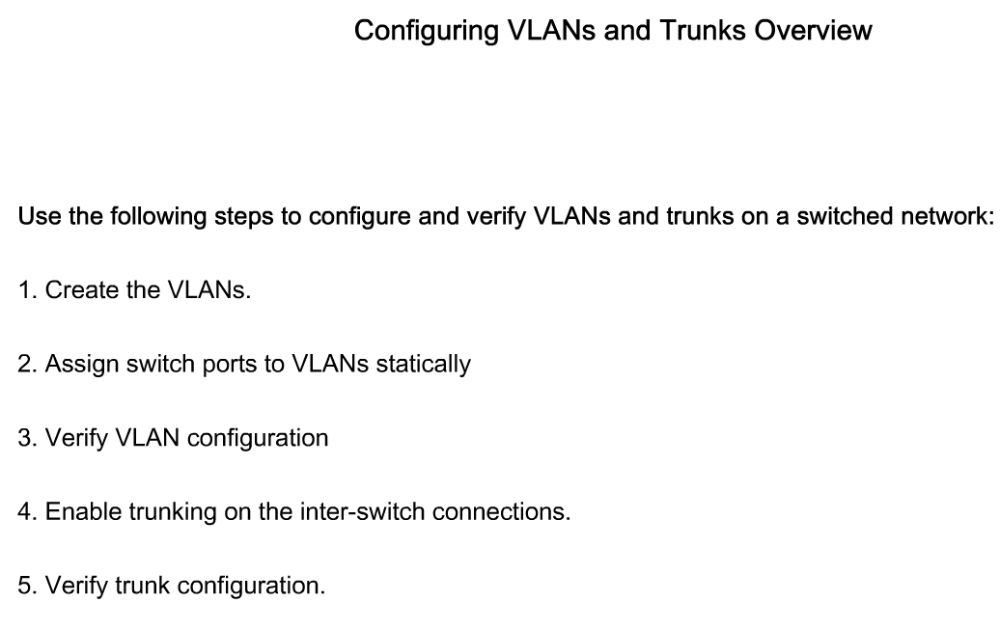 Configuring VLANs and Trunks Overview
Use the following steps to configure and verify VLANs and trunks on a switched network:
1. Create the VLANs.
2. Assign switch ports to VLANs statically
3. Verify VLAN configuration
4. Enable trunking on the inter-switch connections.
5. Verify trunk configuration.